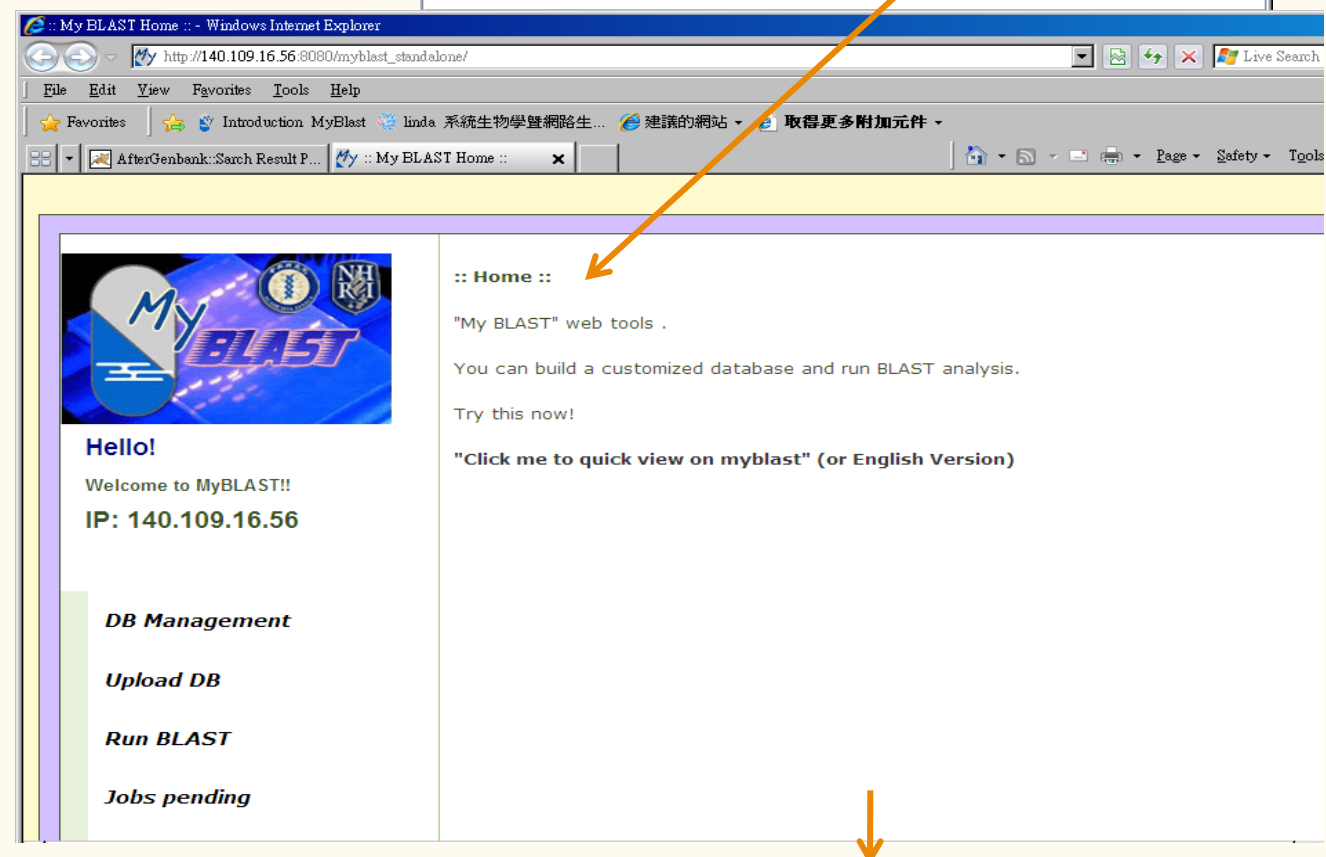 :: My BLAST Home :: - Windows Internet Explorer
My http://140.109.16.56:8080/myblast_standalone/ Live Search
File Edit View Favorites Tools Help
Favorites Introduction MyBlast linda 系統生物學暨網路生... 建議的網站 取得更多附加元件
AfterGenbank::Sarch Result P... My :: My BLAST Home :: Page Safety Tools
My
BLAST
NH
RI
Hello!
Welcome to MyBLAST!!
IP: 140.109.16.56
DB Management
Upload DB
Run BLAST
Jobs pending
:: Home ::
"My BLAST" web tools .
You can build a customized database and run BLAST analysis.
Try this now!
"Click me to quick view on myblast" (or English Version)